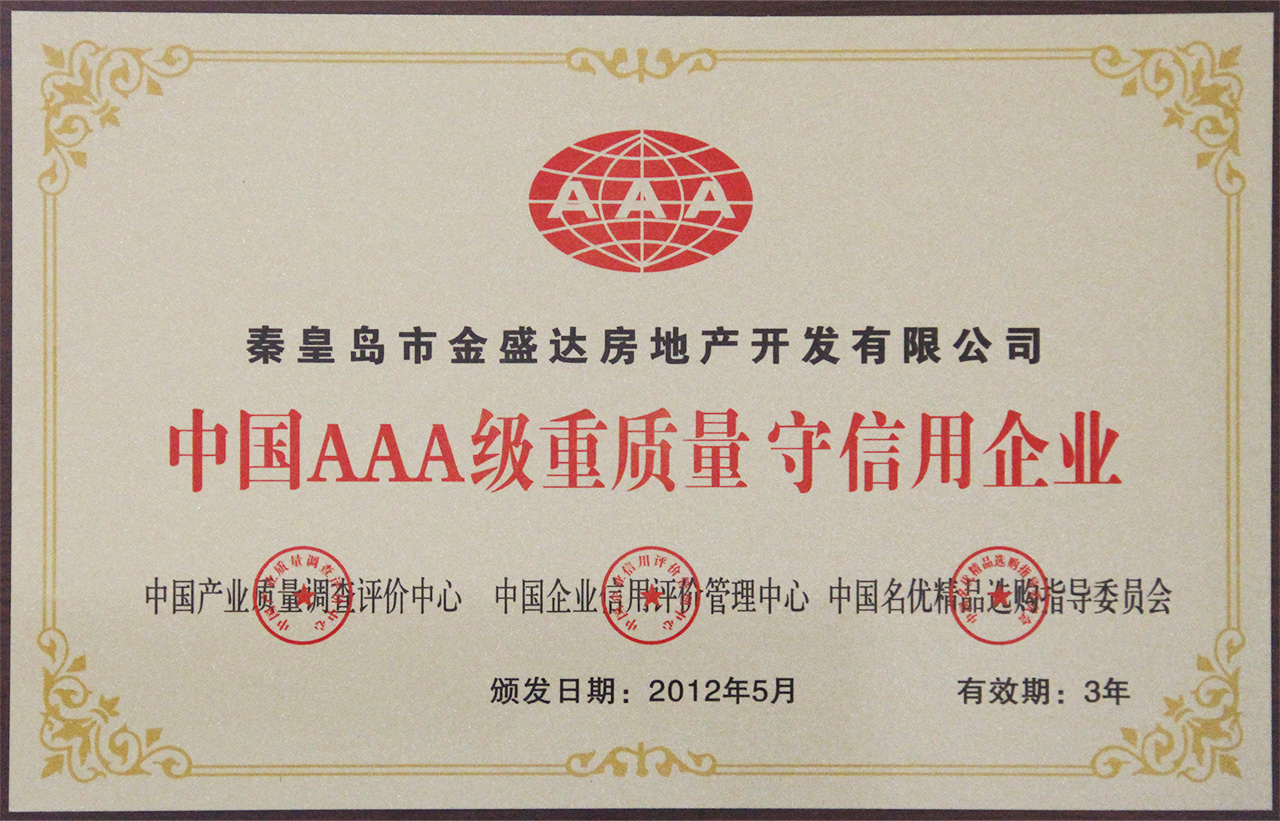 AAA
秦皇岛市金盛达房地产开发有限公司
中国AAA级重质量 守信用企业
中国产业质量调查评价中心 中国企业信用评价管理中心 中国名优精品选购指导委员会
颁发日期：2012年5月 有效期：3年